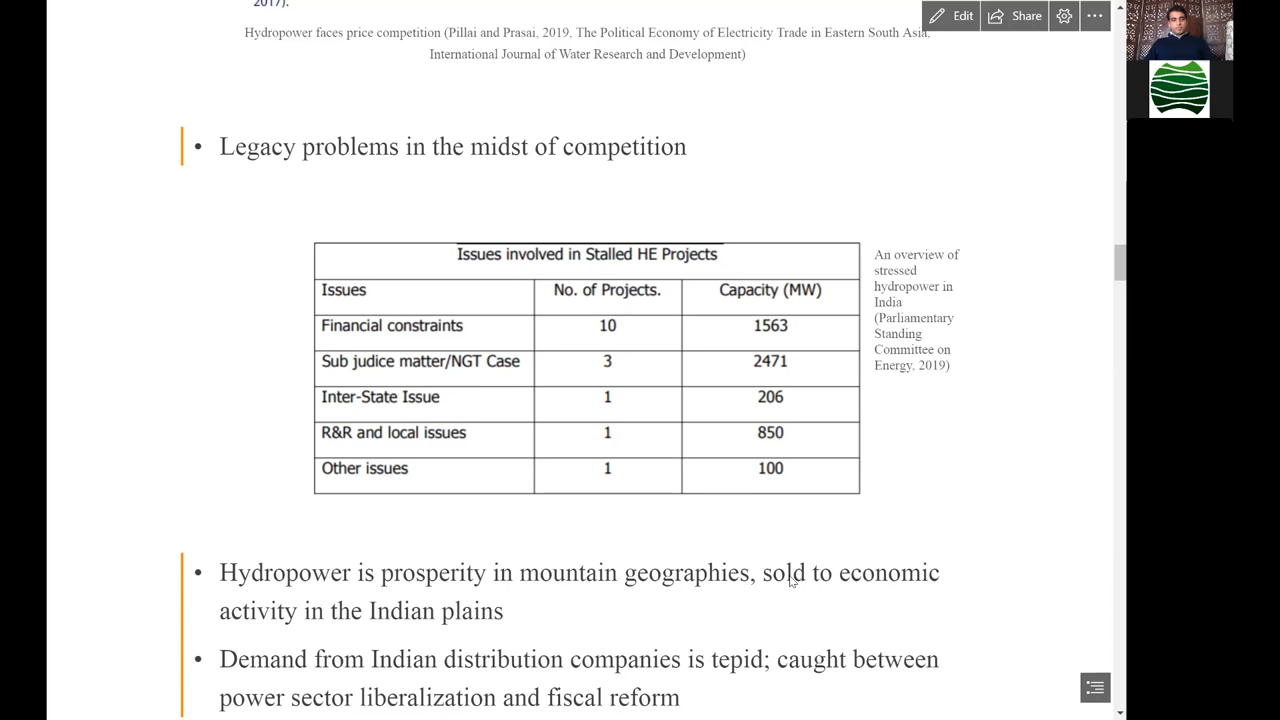 2017).
Edit
Share
Hydropower faces price competition (Pillai and Prasai, 2019, The Political Economy of Electricity Trade in Eastern South Asia.
International Journal of Water Research and Development)
• Legacy problems in the midst of competition
Issues involved in Stalled HE Projects
Issues No. of Projects. Capacity (MW)
Financial constraints 10 1563
Sub judice matter/NGT Case 3 2471
Inter-State Issue 1 206
R&R and local issues 1 850
Other issues 1 100
An overview of
stressed
hydropower in
India
(Parliamentary
Standing
Committee on
Energy, 2019)
• Hydropower is prosperity in mountain geographies, sold to economic
activity in the Indian plains
• Demand from Indian distribution companies is tepid; caught between
power sector liberalization and fiscal reform